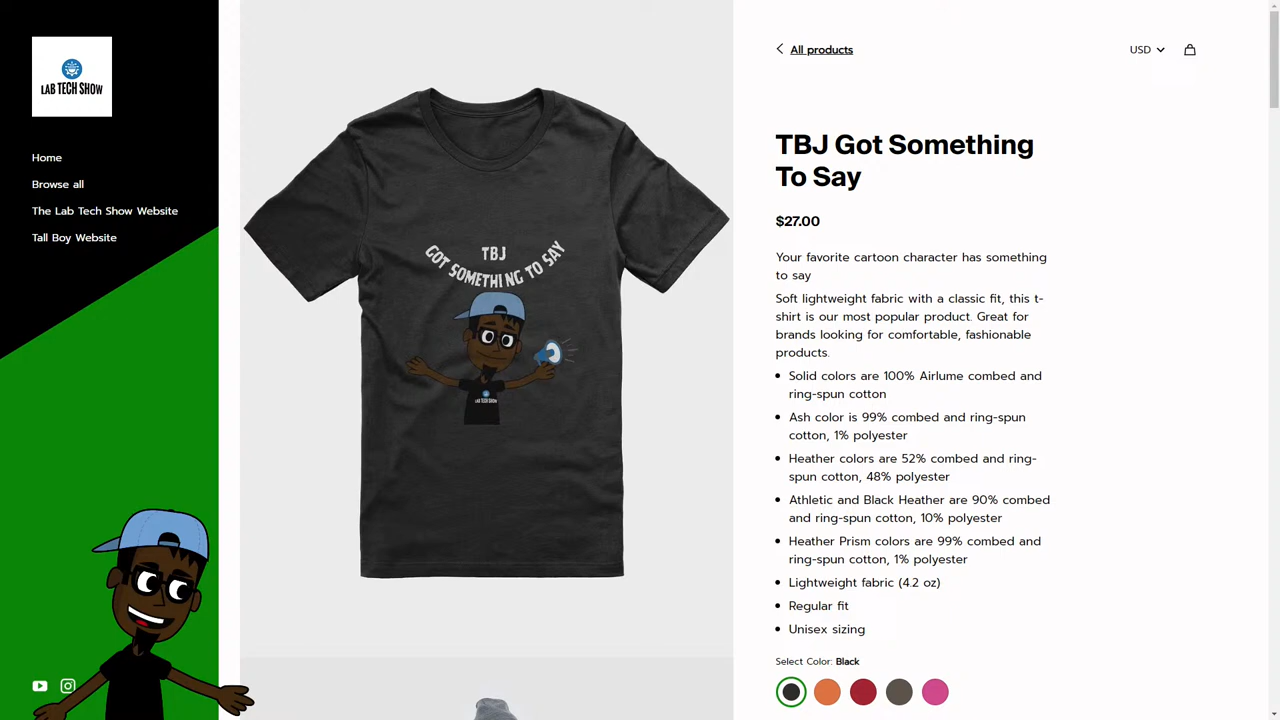 LAB TECH SHOW
Home
Browse all
The Lab Tech Show Website
Tall Boy Website
TBJ
GOT SOMETHING TO SAY
LAB TECH SHOW
All products
USD
TBJ Got Something
To Say
$27.00
Your favorite cartoon character has something
to say
Soft lightweight fabric with a classic fit, this t-
shirt is our most popular product. Great for
brands looking for comfortable, fashionable
products.
Solid colors are 100% Airlume combed and
ring-spun cotton
Ash color is 99% combed and ring-spun
cotton, 1% polyester
Heather colors are 52% combed and ring-
spun cotton, 48% polyester
Athletic and Black Heather are 90% combed
and ring-spun cotton, 10% polyester
Heather Prism colors are 99% combed and
ring-spun cotton, 1% polyester
Lightweight fabric (4.2 oz)
Regular fit
Unisex sizing
Select Color: Black